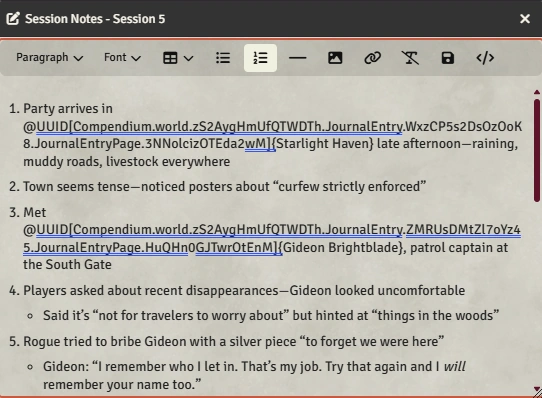 Session Notes - Session 5
Paragraph
Font
1. Party arrives in
@UUID[Compendium.world.zS2AygHmUfQTWDTh.JournalEntry.WxzCP5s2DsOzOoK
8.JournalEntryPage.3NNolcizOTEda2wM]{Starlight Haven} late afternoon—raining,
muddy roads, livestock everywhere
2. Town seems tense—noticed posters about “curfew strictly enforced”
3. Met
@UUID[Compendium.world.zS2AygHmUfQTWDTh.JournalEntry.ZMRUsDMtZl7oYz4
5.JournalEntryPage.HuQHn0GJTwrOtEnM]{Gideon Brightblade}, patrol captain at
the South Gate
4. Players asked about recent disappearances—Gideon looked uncomfortable
Said it’s “not for travelers to worry about” but hinted at “things in the woods”
5. Rogue tried to bribe Gideon with a silver piece “to forget we were here”
Gideon: “I remember who I let in. That’s my job. Try that again and I will
remember your name too.”